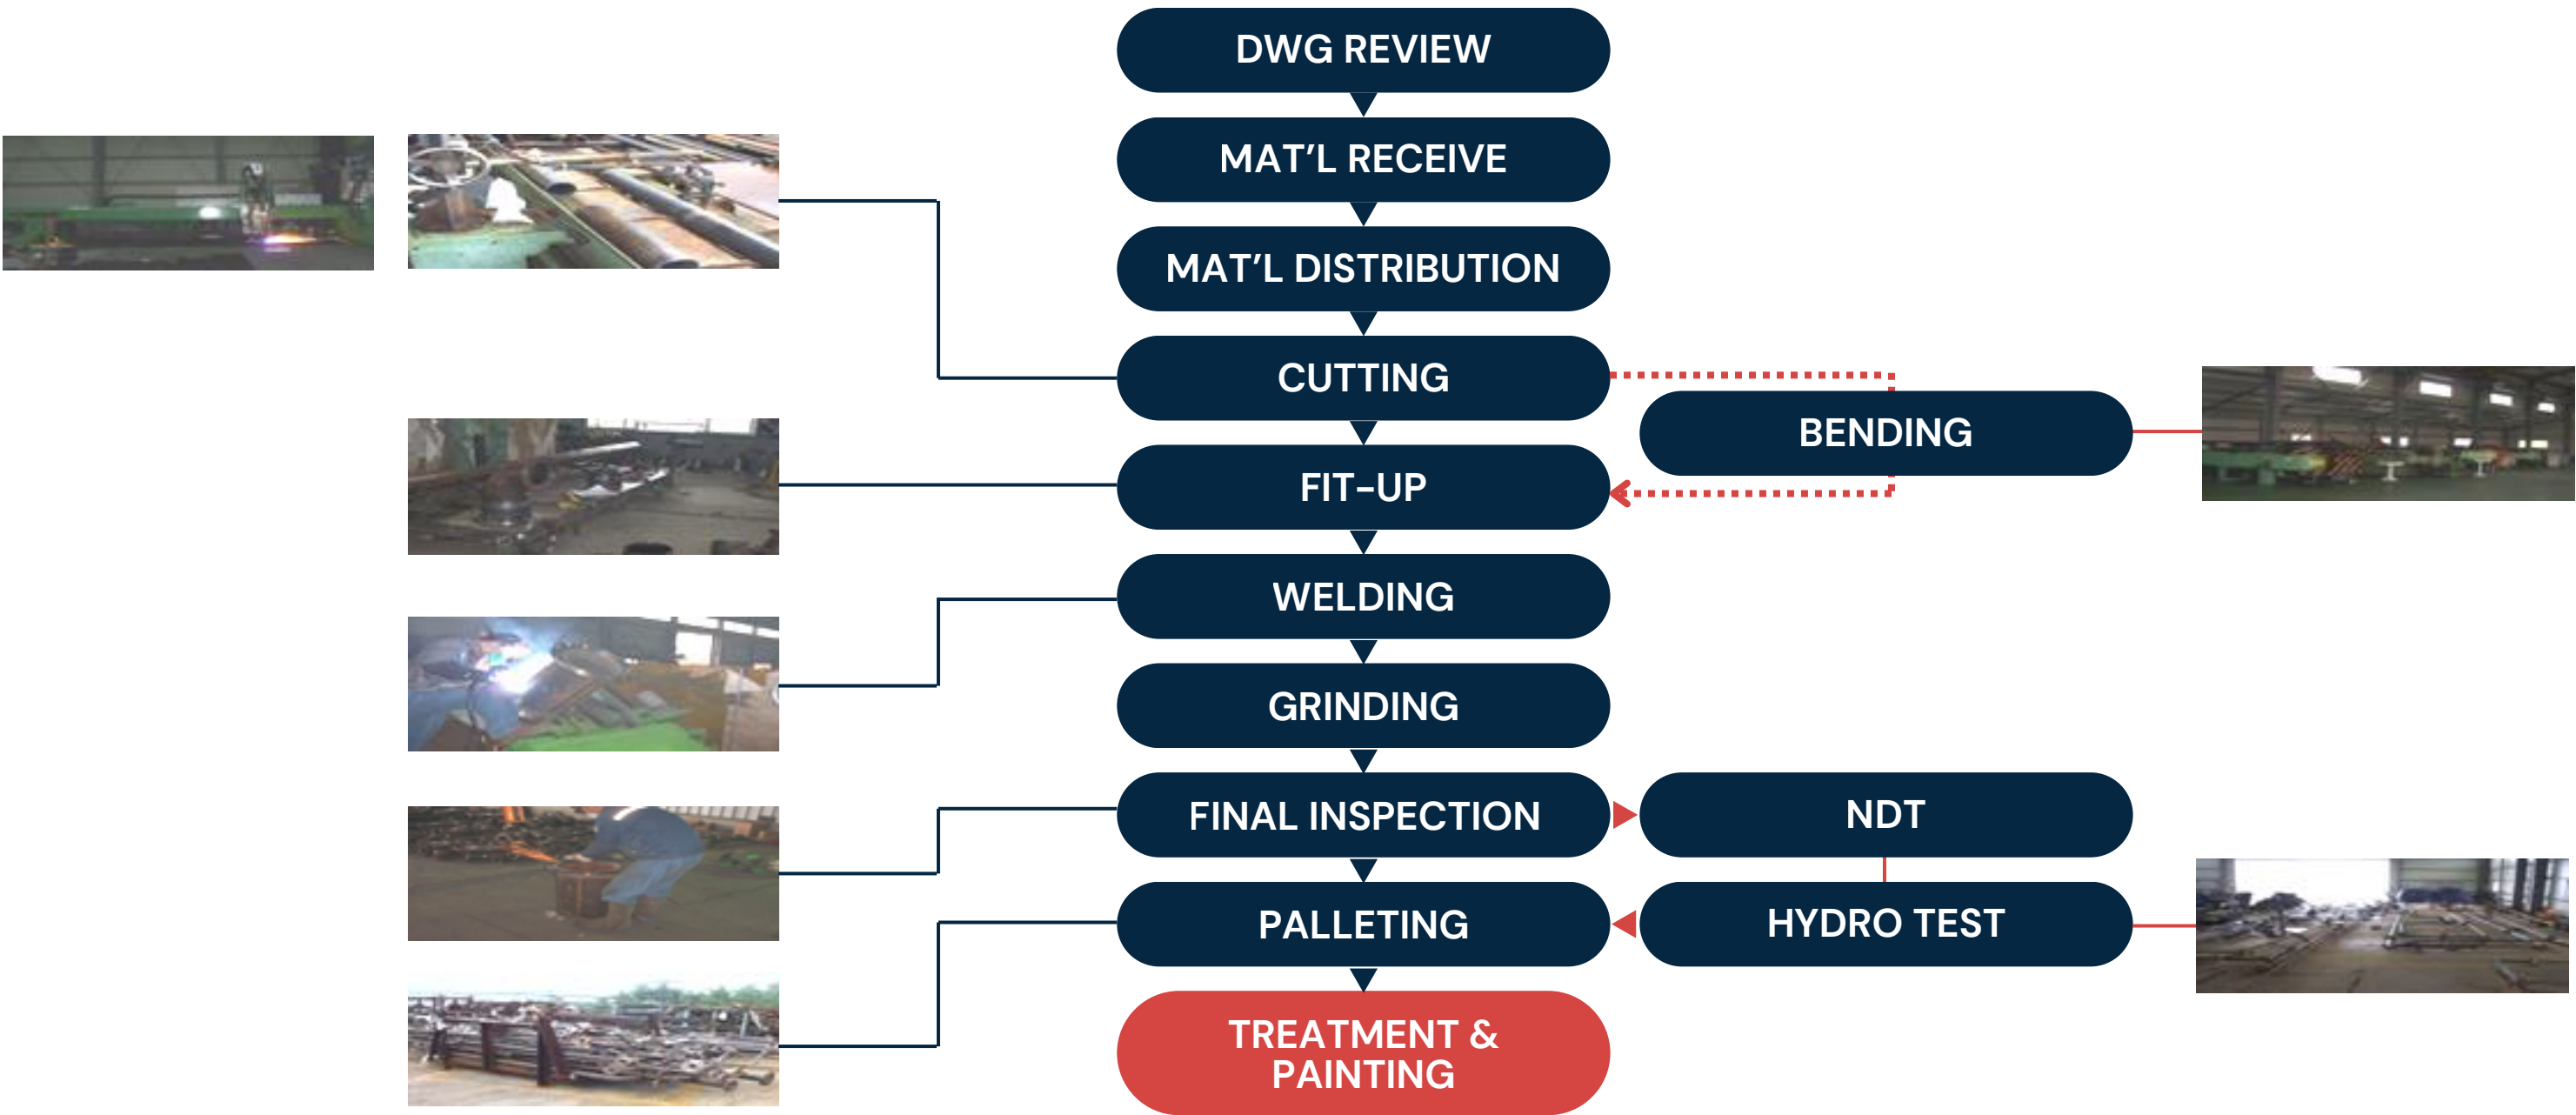 DWG REVIEW
MAT’L RECEIVE
MAT’L DISTRIBUTION
CUTTING
BENDING
FIT-UP
WELDING
GRINDING
FINAL INSPECTION
NDT
PALLETING
HYDRO TEST
TREATMENT &
PAINTING